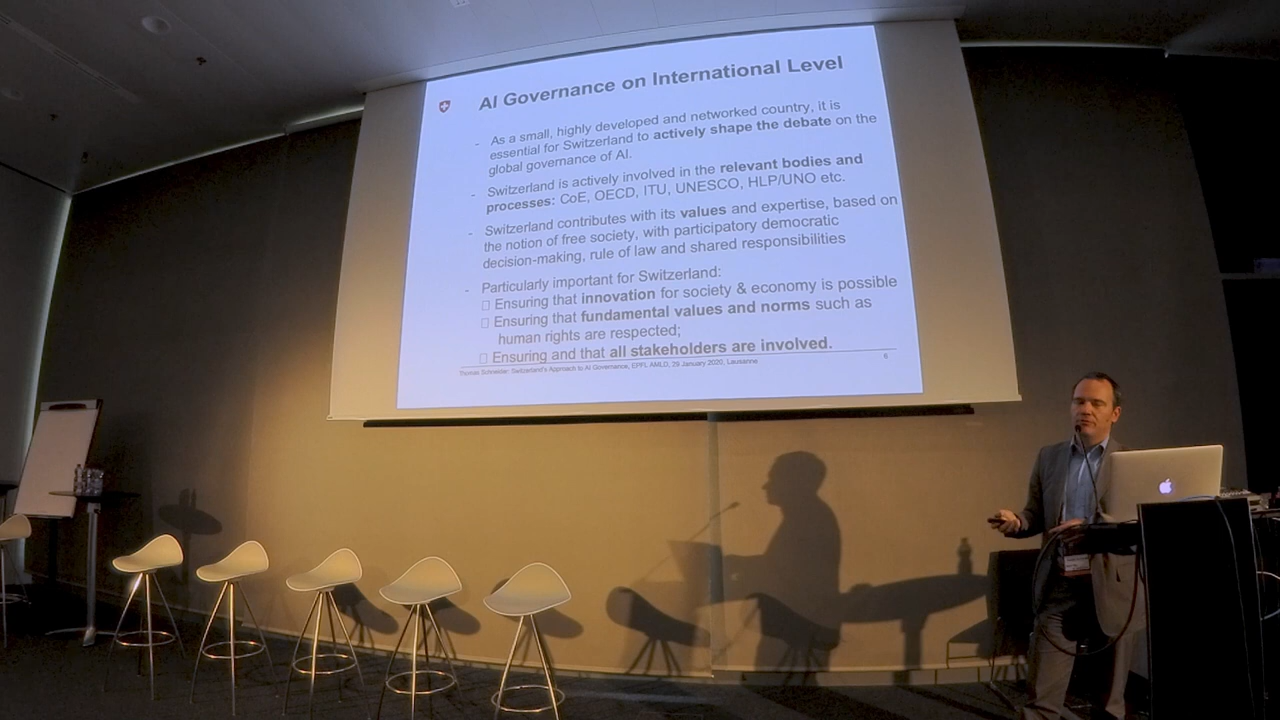 AI Governance on International Level
- As a small, highly developed and networked country, it is
essential for Switzerland to actively shape the debate on the
global governance of AI.
- Switzerland is actively involved in the relevant bodies and
processes: CoE, OECD, ITU, UNESCO, HLP/UNO etc.
- Switzerland contributes with its values and expertise, based on
the notion of free society, with participatory democratic
decision-making, rule of law and shared responsibilities
- Particularly important for Switzerland:
Ensuring that innovation for society & economy is possible
Ensuring that fundamental values and norms such as
human rights are respected;
Ensuring and that all stakeholders are involved.
Thomas Schneider: Switzerland's Approach to AI Governance, EPFL AMLD, 29 January 2020, Lausanne
6